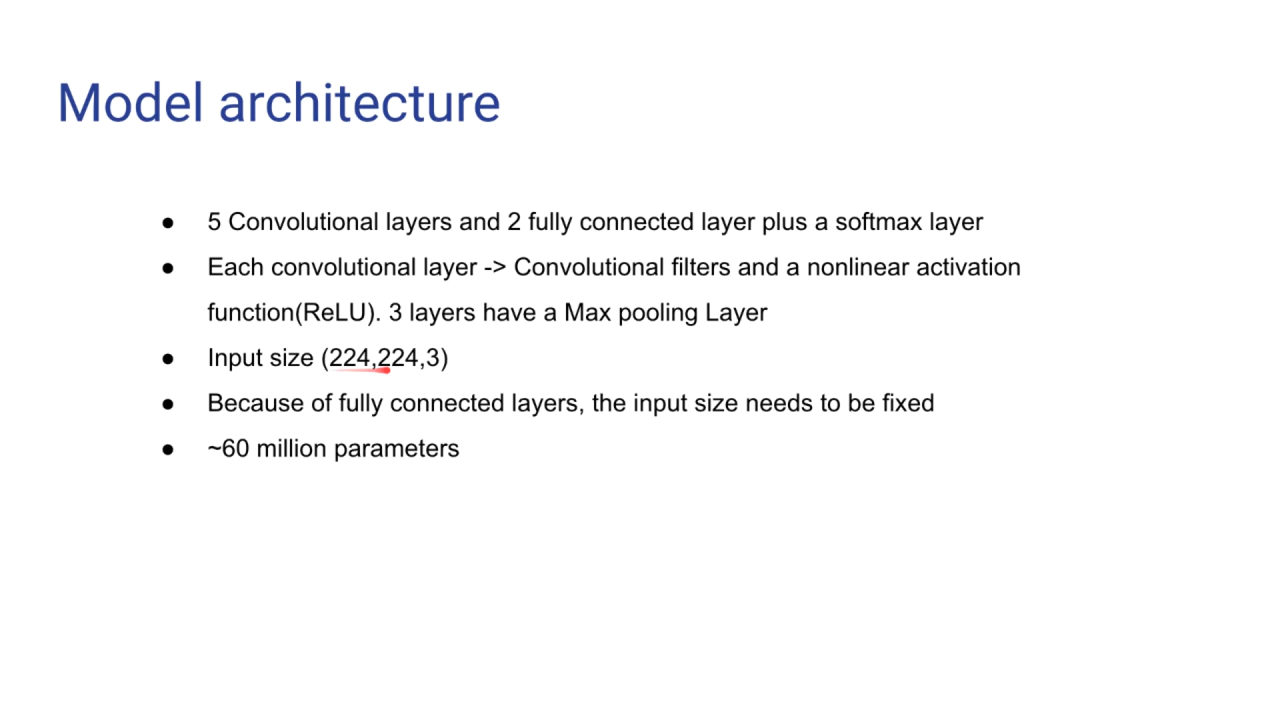 Model architecture
● 5 Convolutional layers and 2 fully connected layer plus a softmax layer
● Each convolutional layer -> Convolutional filters and a nonlinear activation
function(ReLU). 3 layers have a Max pooling Layer
● Input size (224,224,3)
● Because of fully connected layers, the input size needs to be fixed
● ~60 million parameters